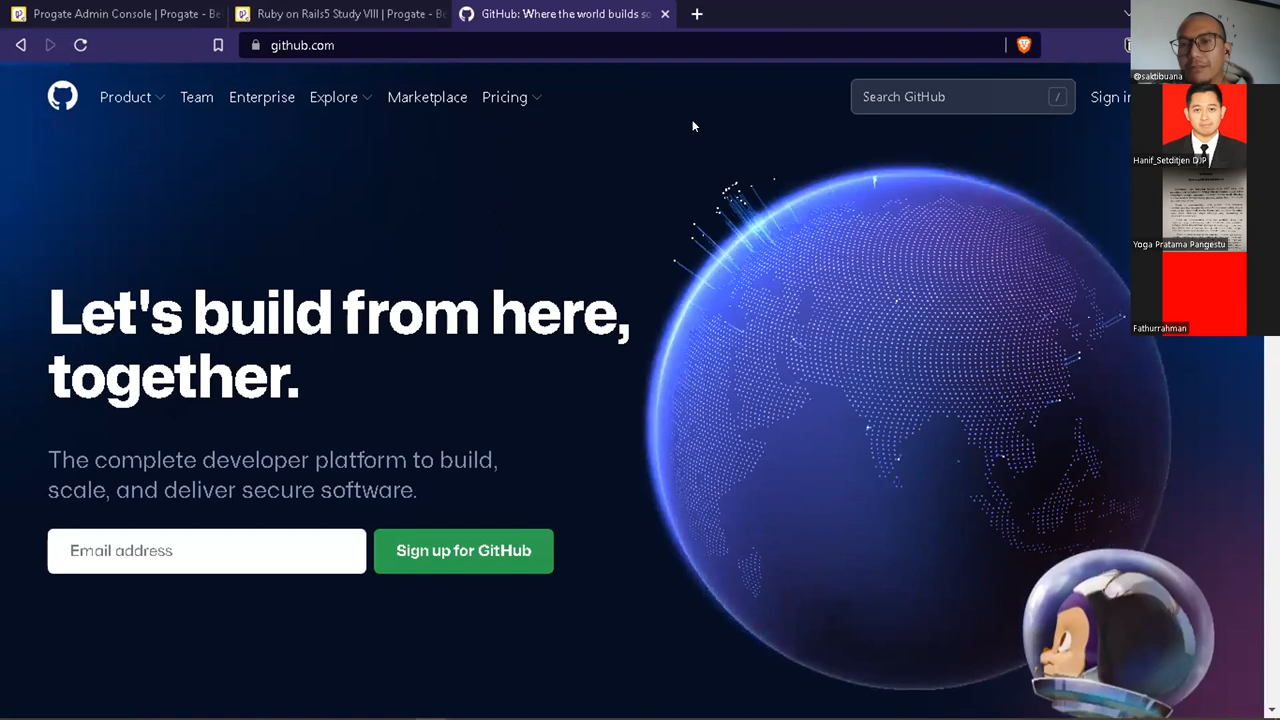 Progate Admin Console | Progate - Be
Ruby on Rails5 Study VIII | Progate - Be
GitHub: Where the world builds so
github.com
Product
Team
Enterprise
Explore
Marketplace
Pricing
Search GitHub
/
Sign in
@saktibuana
Hanif_Setditjen DJP
Yoga Pratama Pangestu
Fathurrahman
Let's build from here,
together.
The complete developer platform to build,
scale, and deliver secure software.
Email address
Sign up for GitHub